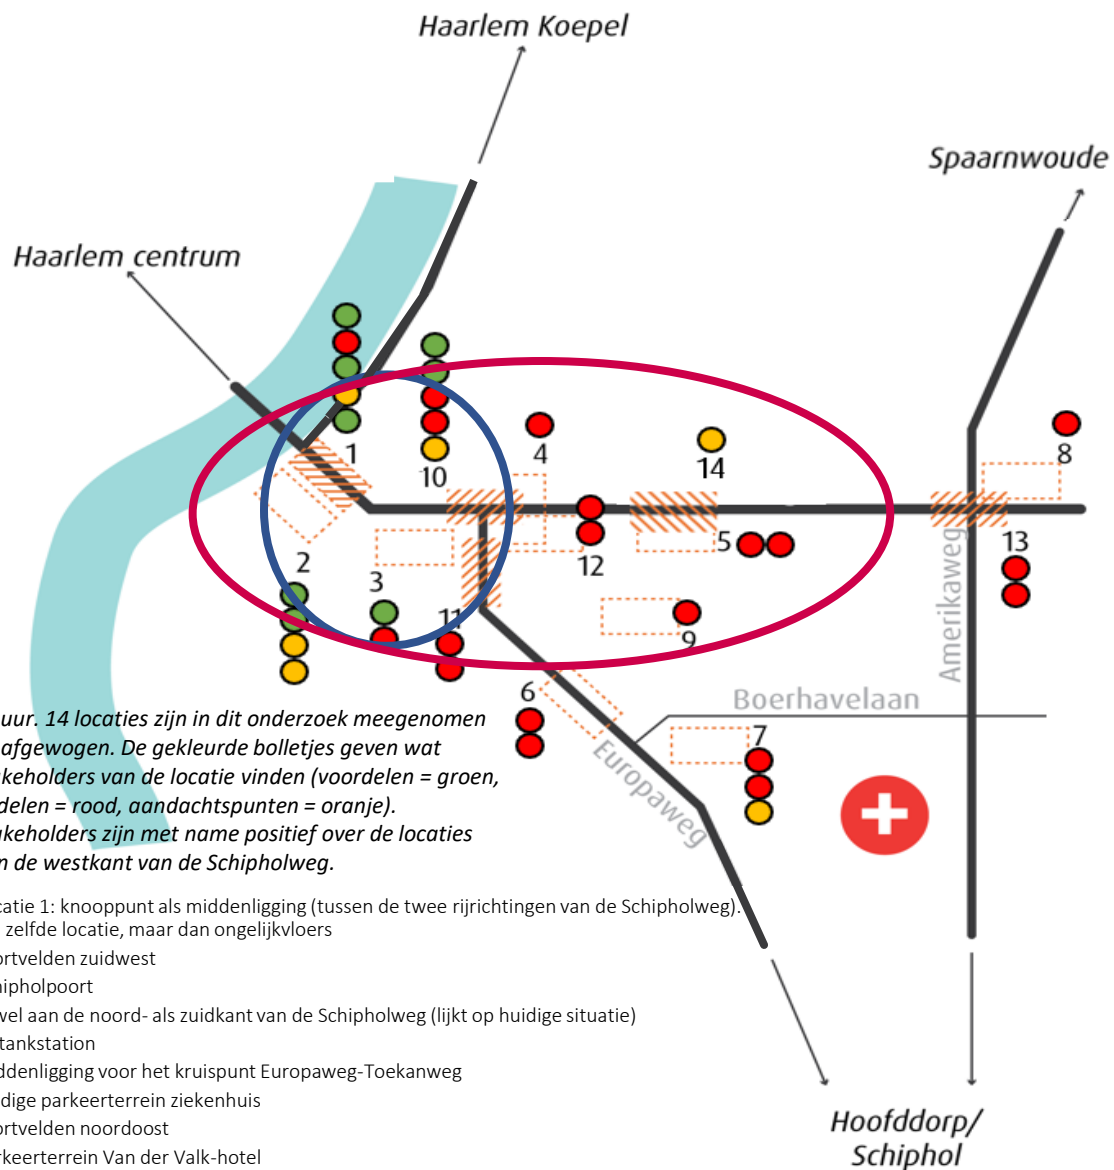 Haarlem Koepel
Spaarnwoude
Haarlem centrum
1
10
4
14
8
2
3
12
5
13
11
9
6
7
Amerikaweg
Boerhavelaan
Europaweg
uur. 14 locaties zijn in dit onderzoek meegenomen
afgewogen. De gekleurde bolletjes geven wat
akeholders van de locatie vinden (voordelen = groen,
delen = rood, aandachtspunten = oranje).
akeholders zijn met name positief over de locaties
n de westkant van de Schipholweg.
catie 1: knooppunt als middenligging (tussen de twee rijrichtingen van de Schipholweg).
zelfde locatie, maar dan ongelijkvloers
ortvelden zuidwest
hipholpoort
wel aan de noord- als zuidkant van de Schipholweg (lijkt op huidige situatie)
tankstation
ddenligging voor het kruispunt Europaweg-Toekanweg
idige parkeerterrein ziekenhuis
ortvelden noordoost
rkeerterrein Van der Valk-hotel
Hoofddorp/
Schiphol